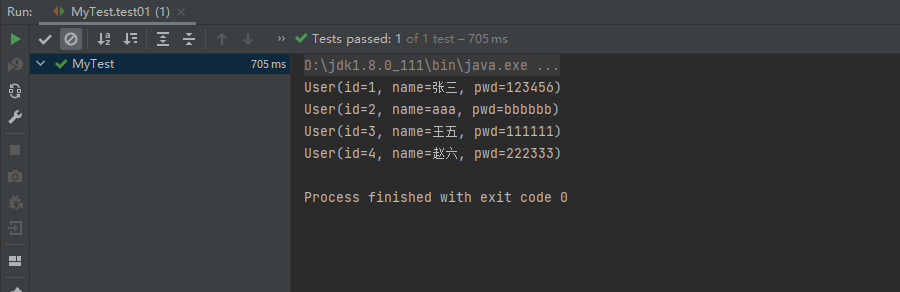 Run: MyTest.test01 (1) ×
Tests passed: 1 of 1 test – 705 ms
MyTest 705 ms
D:\jdk1.8.0_111\bin\java.exe ...
User(id=1, name=张三, pwd=123456)
User(id=2, name=aaa, pwd=bbbbbb)
User(id=3, name=王五, pwd=111111)
User(id=4, name=赵六, pwd=222333)
Process finished with exit code 0